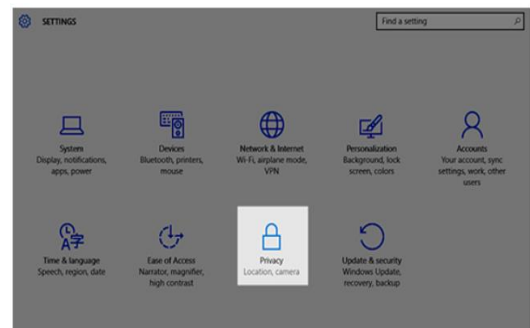 SETTINGS
Find a setting
System
Display, notifications,
apps, power
Devices
Bluetooth, printers,
mouse
Network & Internet
Wi-Fi, airplane mode,
VPN
Personalization
Background, lock
screen, colors
Accounts
Your account, sync
settings, work, other
users
Time & language
Speech, region, date
Ease of Access
Narrator, magnifier,
high contrast
Privacy
Location, camera
Update & security
Windows Update,
recovery, backup